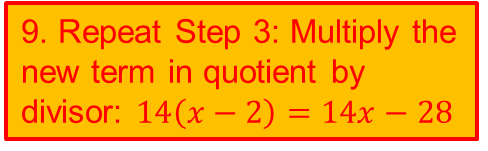 9. Repeat Step 3: Multiply the
new term in quotient by
divisor: 14(𝑥 − 2) = 14𝑥 − 28